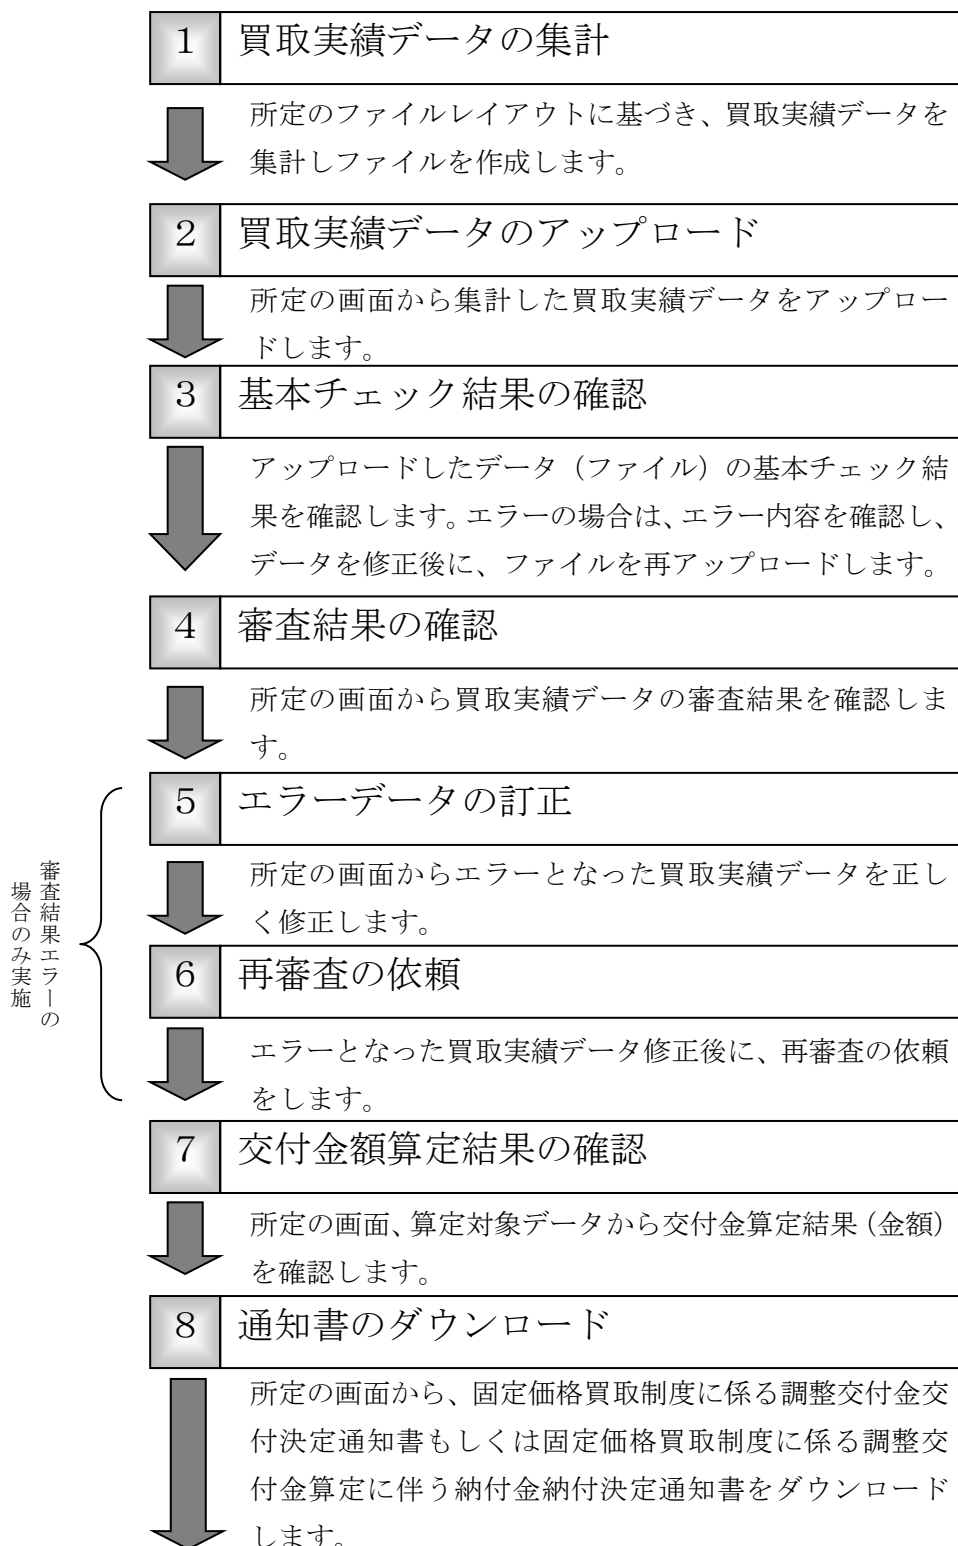 1 買取実績データの集計
所定のファイルレイアウトに基づき、買取実績データを
集計しファイルを作成します。
2 買取実績データのアップロード
所定の画面から集計した買取実績データをアップロー
ドします。
3 基本チェック結果の確認
アップロードしたデータ（ファイル）の基本チェック結
果を確認します。エラーの場合は、エラー内容を確認し、
データを修正後に、ファイルを再アップロードします。
4 審査結果の確認
所定の画面から買取実績データの審査結果を確認しま
す。
審査結果エラーの
場合のみ実施
5 エラーデータの訂正
所定の画面からエラーとなった買取実績データを正し
く修正します。
6 再審査の依頼
エラーとなった買取実績データ修正後に、再審査の依頼
をします。
7 交付金額算定結果の確認
所定の画面、算定対象データから交付金算定結果（金額）
を確認します。
8 通知書のダウンロード
所定の画面から、固定価格買取制度に係る調整交付金交
付決定通知書もしくは固定価格買取制度に係る調整交
付金算定に伴う納付金納付決定通知書をダウンロード
します。